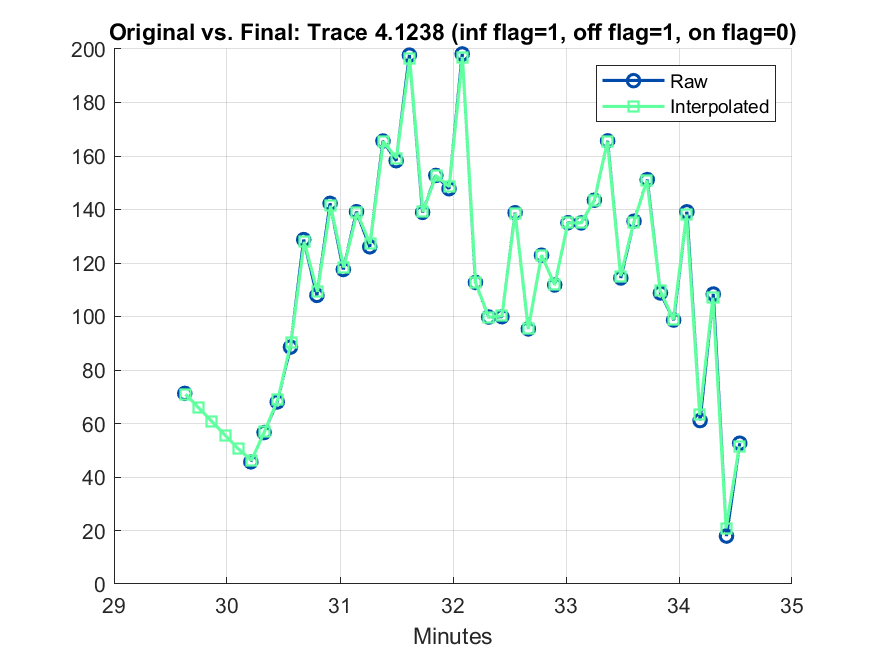 Original vs. Final: Trace 4.1238 (inf flag=1, off flag=1, on flag=0)
200
180
160
140
120
100
80
60
40
20
0
Raw
Interpolated
29 30 31 32 33 34 35
Minutes